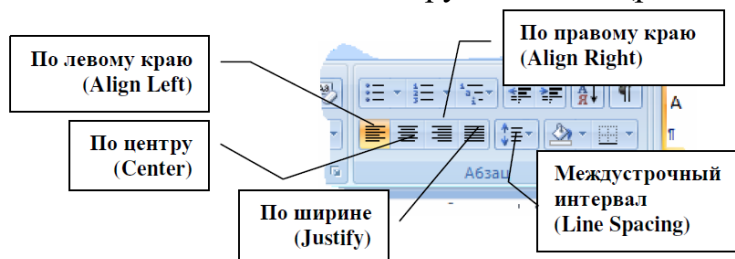 По правому краю
(Align Right)
По левому краю
(Align Left)
А
Я
А
¶
¶
По центру
(Center)
Абзац
Междустрочный
интервал
(Line Spacing)
По ширине
(Justify)